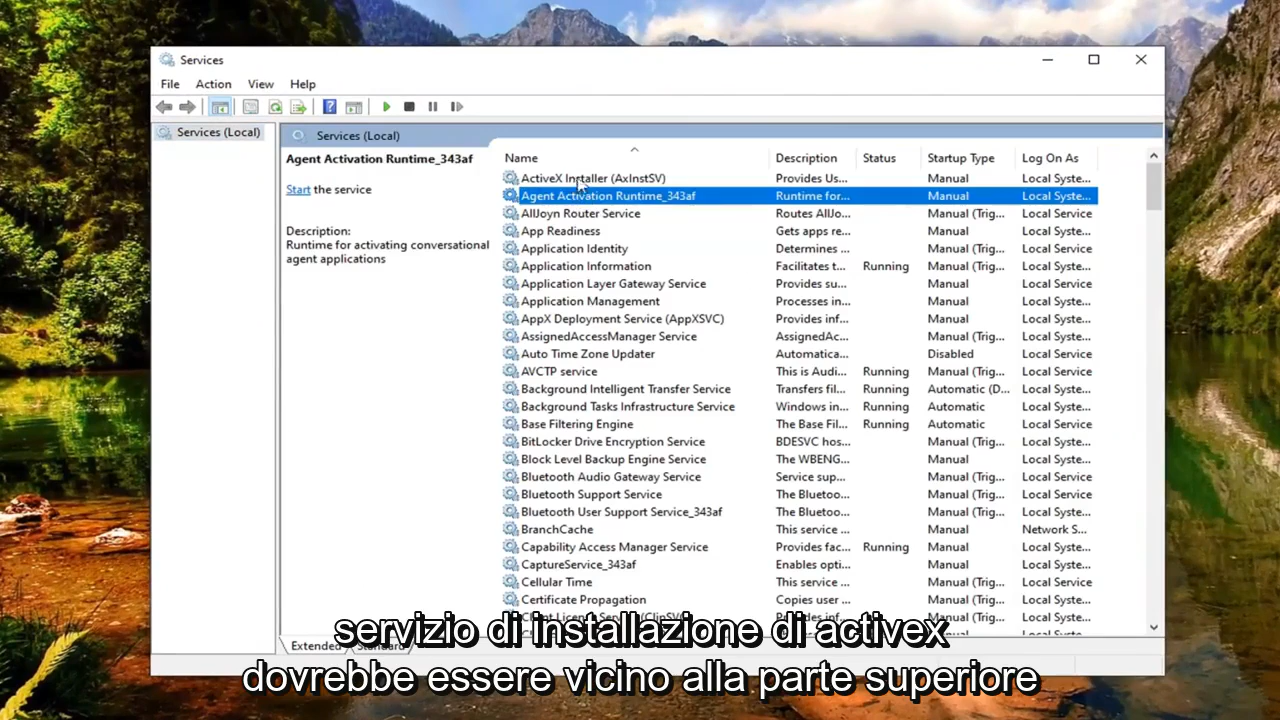 Services
File Action View Help
Services (Local)
Services (Local)
Agent Activation Runtime_343af
Start the service
Description:
Runtime for activating conversational
agent applications
Name Description Status Startup Type Log On As
ActiveX Installer (AxInstSV) Provides Us... Manual Local Syste...
Agent Activation Runtime_343af Runtime for... Manual Local Syste...
AllJoyn Router Service Routes AllJo... Manual (Trig... Local Service
App Readiness Gets apps re... Manual Local Syste...
Application Identity Determines ... Manual (Trig... Local Service
Application Information Facilitates t... Running Manual (Trig... Local Syste...
Application Layer Gateway Service Provides su... Manual Local Service
Application Management Processes in... Manual Local Syste...
AppX Deployment Service (AppXSVC) Provides inf... Manual Local Syste...
AssignedAccessManager Service AssignedAc... Manual (Trig... Local Syste...
Auto Time Zone Updater Automatica... Disabled Local Service
AVCTP service This is Audi... Running Manual (Trig... Local Service
Background Intelligent Transfer Service Transfers fil... Running Automatic (D... Local Syste...
Background Tasks Infrastructure Service Windows in... Running Automatic Local Syste...
Base Filtering Engine The Base Fil... Running Automatic Local Service
BitLocker Drive Encryption Service BDESVC hos... Manual (Trig... Local Syste...
Block Level Backup Engine Service The WBENG... Manual Local Syste...
Bluetooth Audio Gateway Service Service sup... Manual (Trig... Local Service
Bluetooth Support Service The Bluetoo... Manual (Trig... Local Service
Bluetooth User Support Service_343af The Bluetoo... Manual (Trig... Local Syste...
BranchCache This service ... Manual Network S...
Capability Access Manager Service Provides fac... Running Manual Local Syste...
CaptureService_343af Enables opti... Manual Local Syste...
Cellular Time This service ... Manual (Trig... Local Service
Certificate Propagation Copies user ... Manual (Trig... Local Syste...
Client License Service (ClipSVC) Provides inf... Manual (Trig... Local Syste...
Extended Standard
servizio di installazione di activex
dovrebbe essere vicino alla parte superiore